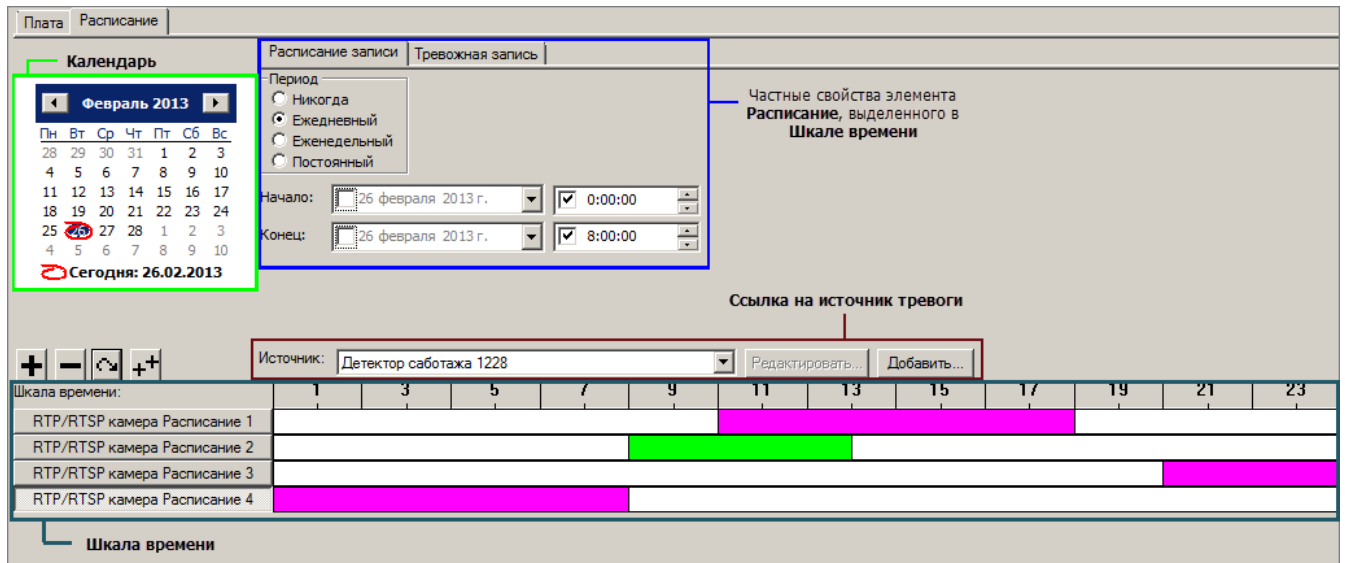 Плата Расписание
Календарь
Февраль 2013
Пн Вт Ср Чт Пт Сб Вс
28 29 30 31 1 2 3
4 5 6 7 8 9 10
11 12 13 14 15 16 17
18 19 20 21 22 23 24
25 26 27 28 1 2 3
4 5 6 7 8 9 10
Сегодня: 26.02.2013
Расписание записи Тревожная запись
Период
Никогда
Ежедневный
Еженедельный
Постоянный
Начало: 26 февраля 2013 г. 0:00:00
Конец: 26 февраля 2013 г. 8:00:00
Частные свойства элемента
Расписание, выделенного в
Шкале времени
Ссылка на источник тревоги
Источник: Детектор саботажа 1228 Редактировать... Добавить...
Шкала времени: 1 3 5 7 9 11 13 15 17 19 21 23
RTP/RTSP камера Расписание 1
RTP/RTSP камера Расписание 2
RTP/RTSP камера Расписание 3
RTP/RTSP камера Расписание 4
Шкала времени